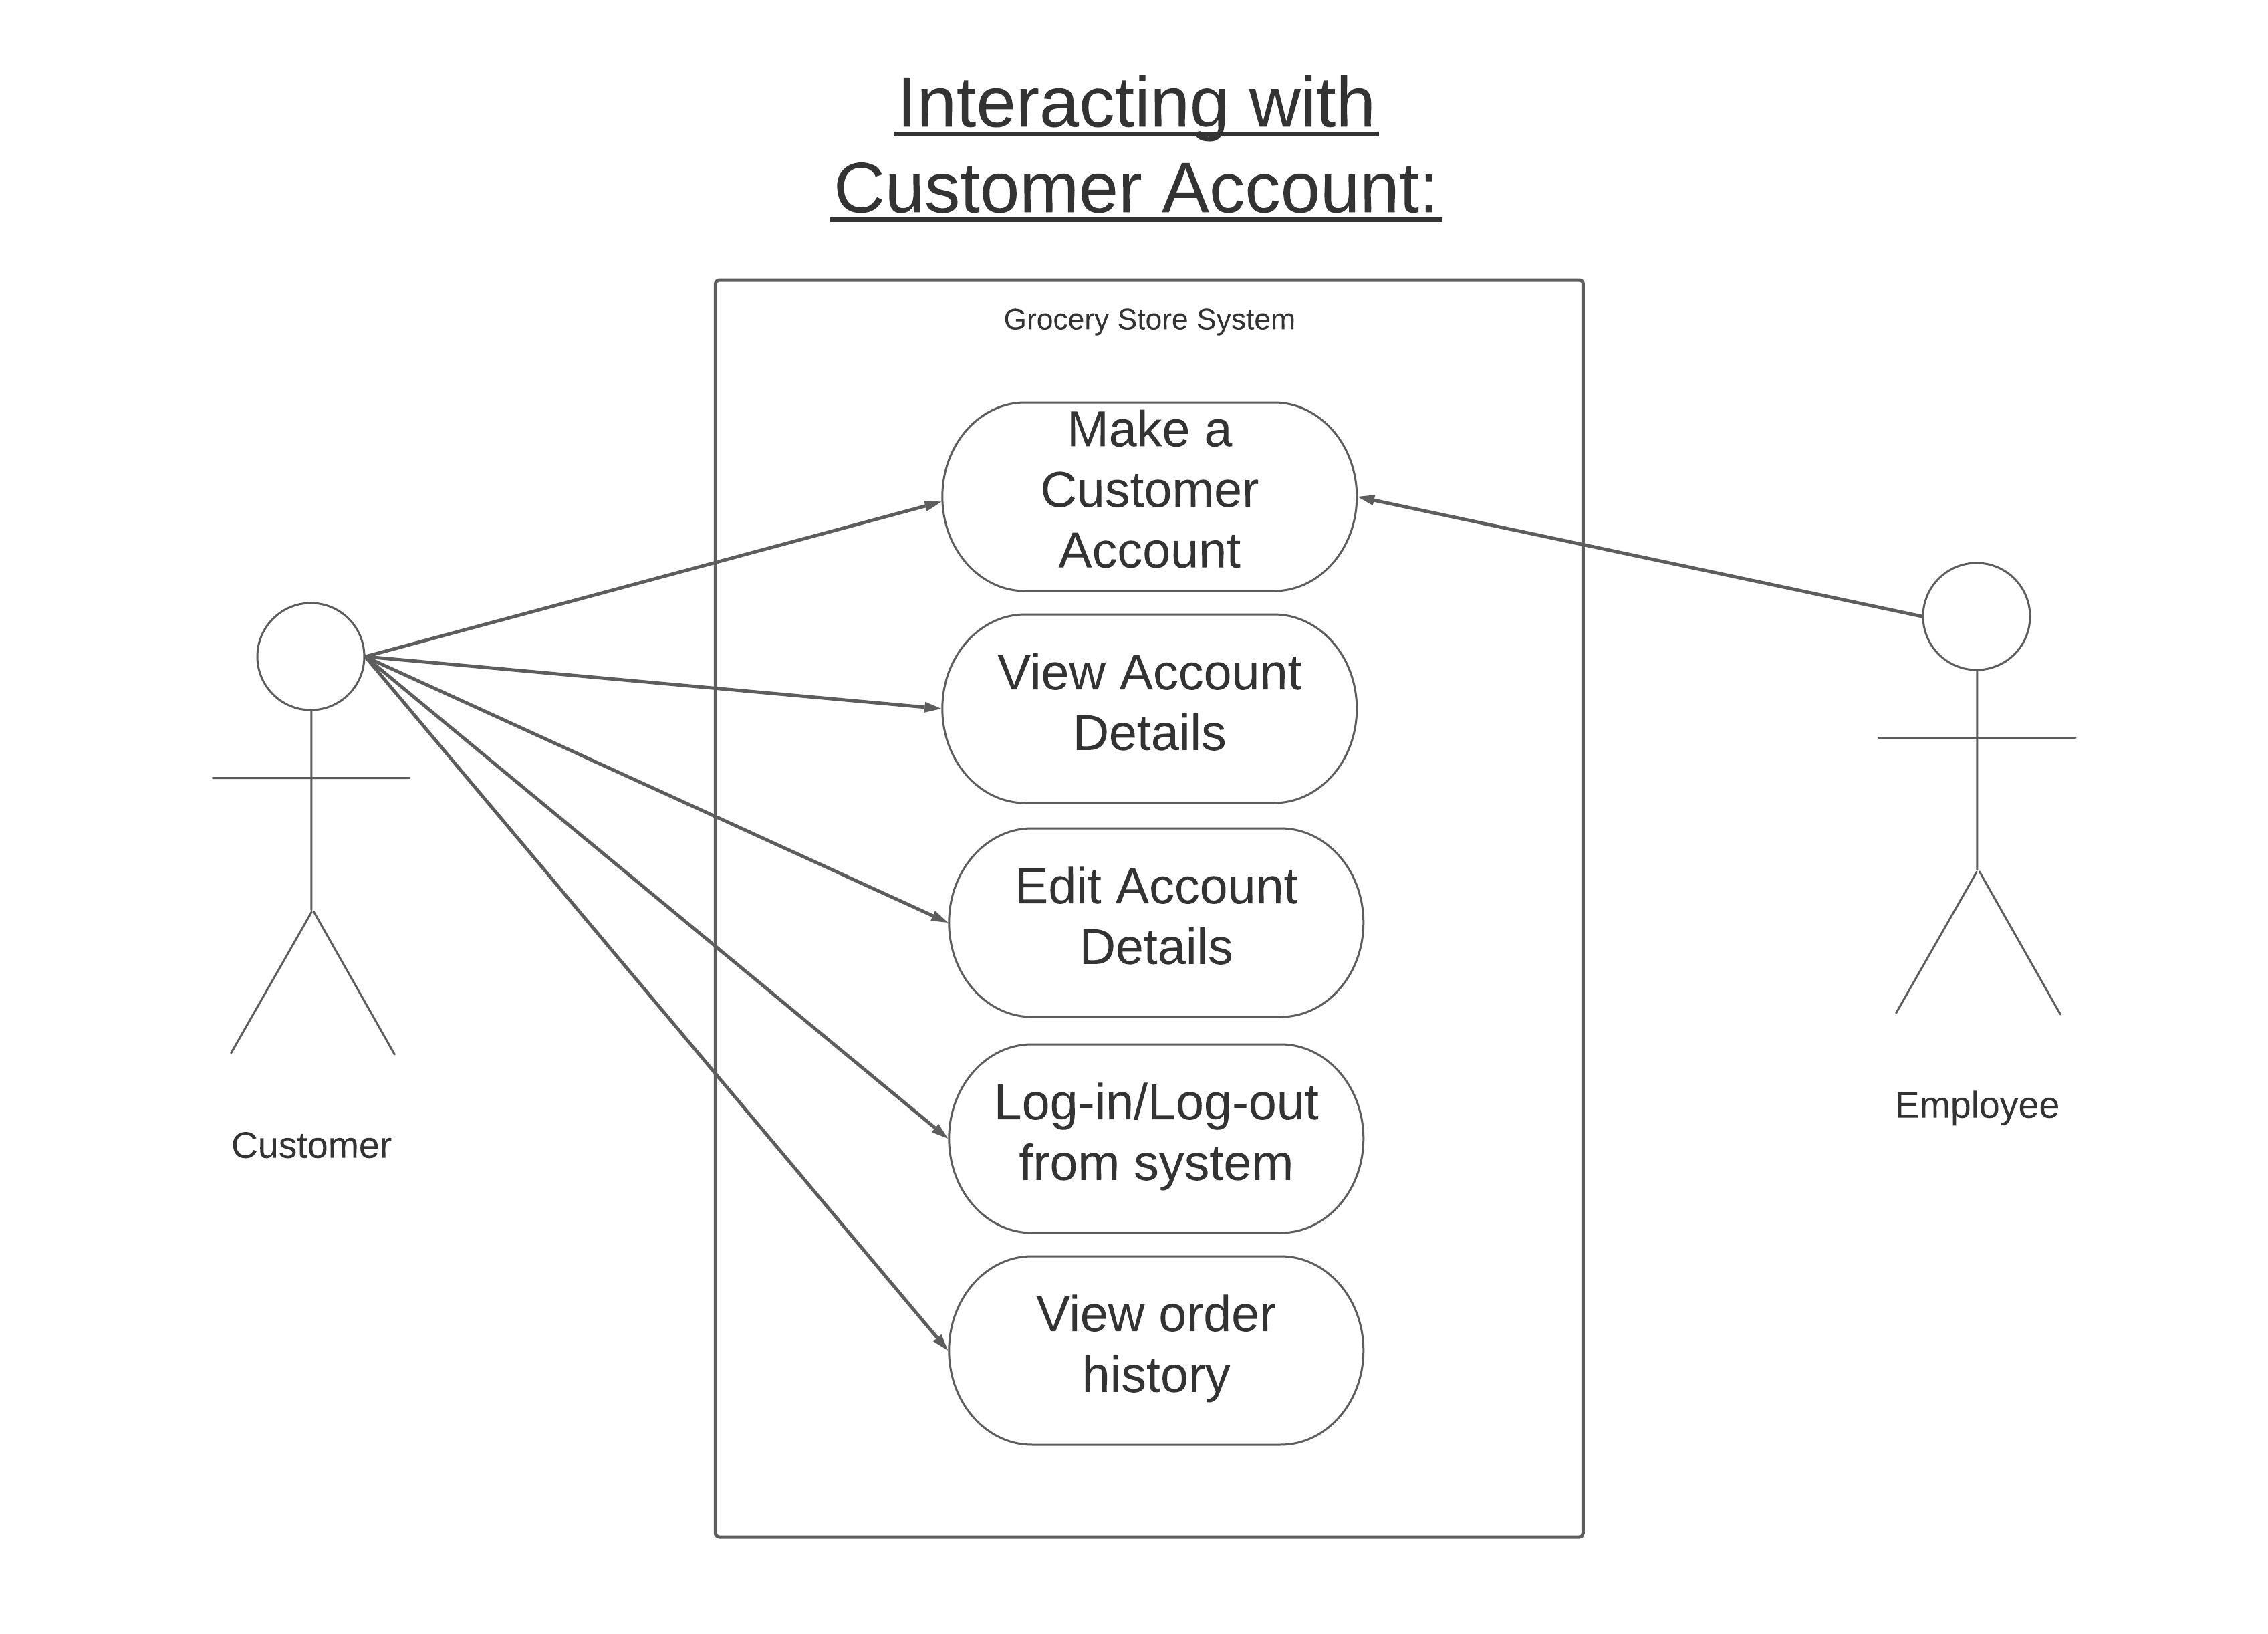 Interacting with
Customer Account:
Grocery Store System
Make a
Customer
Account
View Account
Details
Edit Account
Details
Log-in/Log-out
from system
View order
history
Customer
Employee